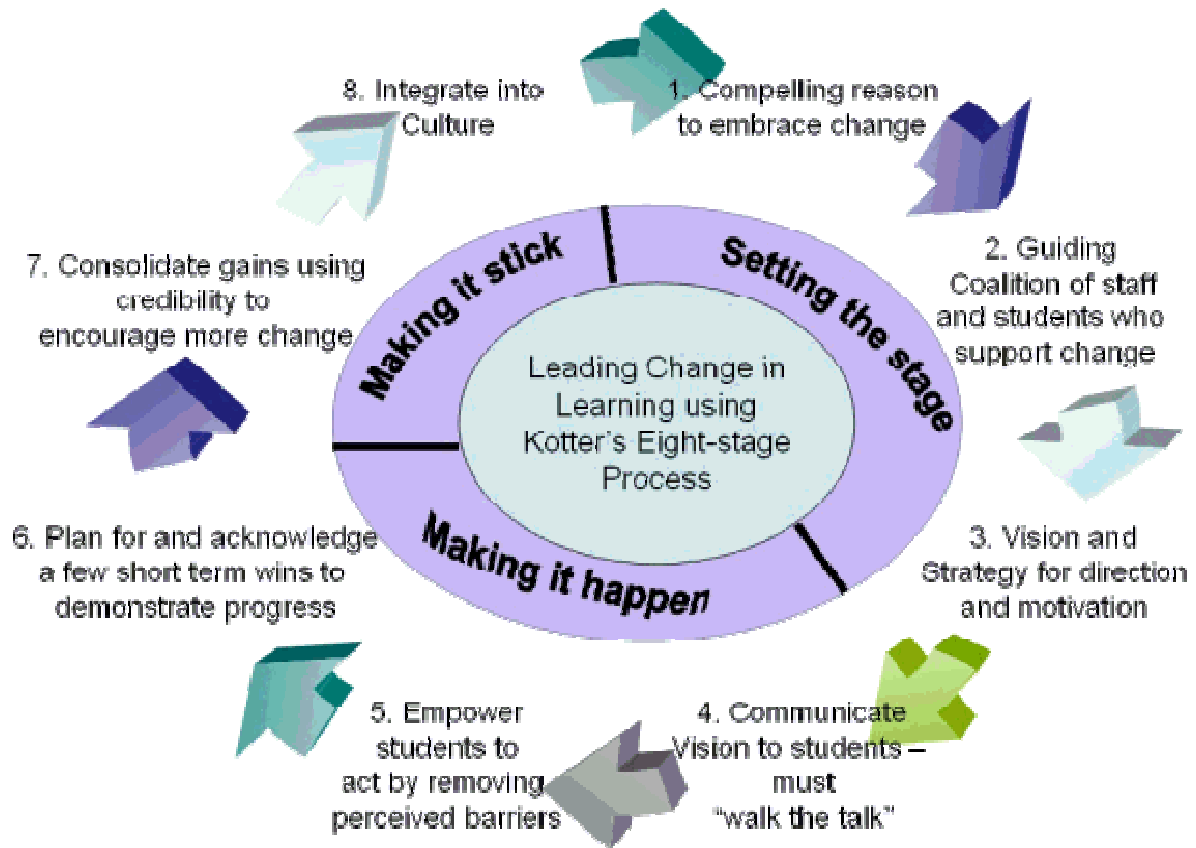 8. Integrate into
Culture
1. Compelling reason
to embrace change
2. Guiding
Coalition of staff
and students who
support change
3. Vision and
Strategy for direction
and motivation
4. Communicate
Vision to students –
must
“walk the talk”
5. Empower
students to
act by removing
perceived barriers
6. Plan for and acknowledge
a few short term wins to
demonstrate progress
7. Consolidate gains using
credibility to
encourage more change
Making it stick
Setting the stage
Making it happen
Leading Change in
Learning using
Kotter’s Eight-stage
Process